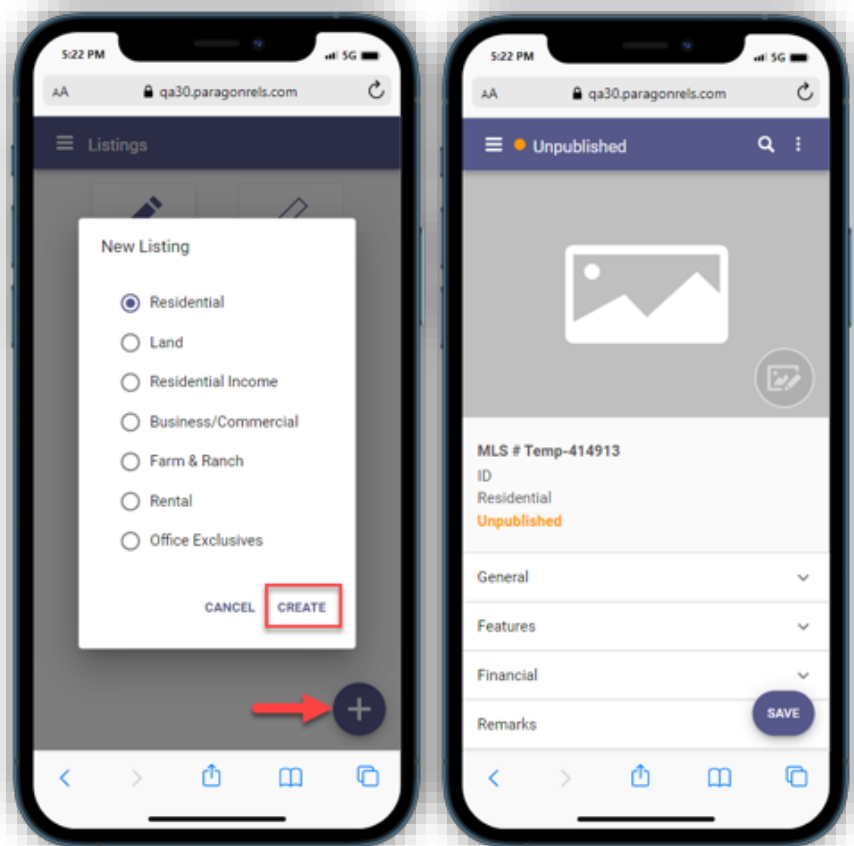 5:22 PM
5G
AA
qa30.paragonrels.com
Listings
New Listing
Residential
Land
Residential Income
Business/Commercial
Farm & Ranch
Rental
Office Exclusives
CANCEL CREATE
5:22 PM
5G
AA
qa30.paragonrels.com
Unpublished
MLS # Temp-414913
ID
Residential
Unpublished
General
Features
Financial
SAVE
Remarks